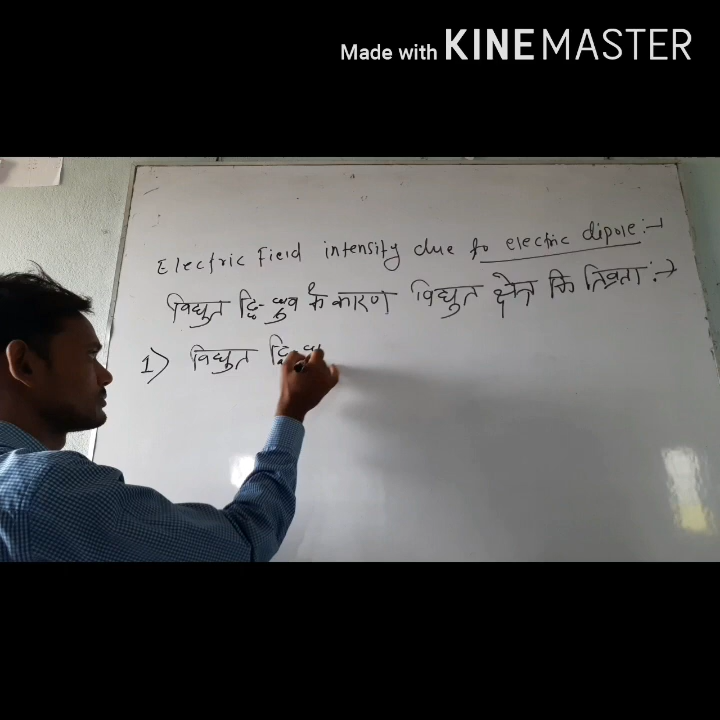 Made with KINEMASTER
Electric Field intensity due to electric dipole:→
विद्युत द्वि-ध्रुव के कारण विद्युत क्षेत्र कि तिव्रता:→
1) विद्युत द्वि